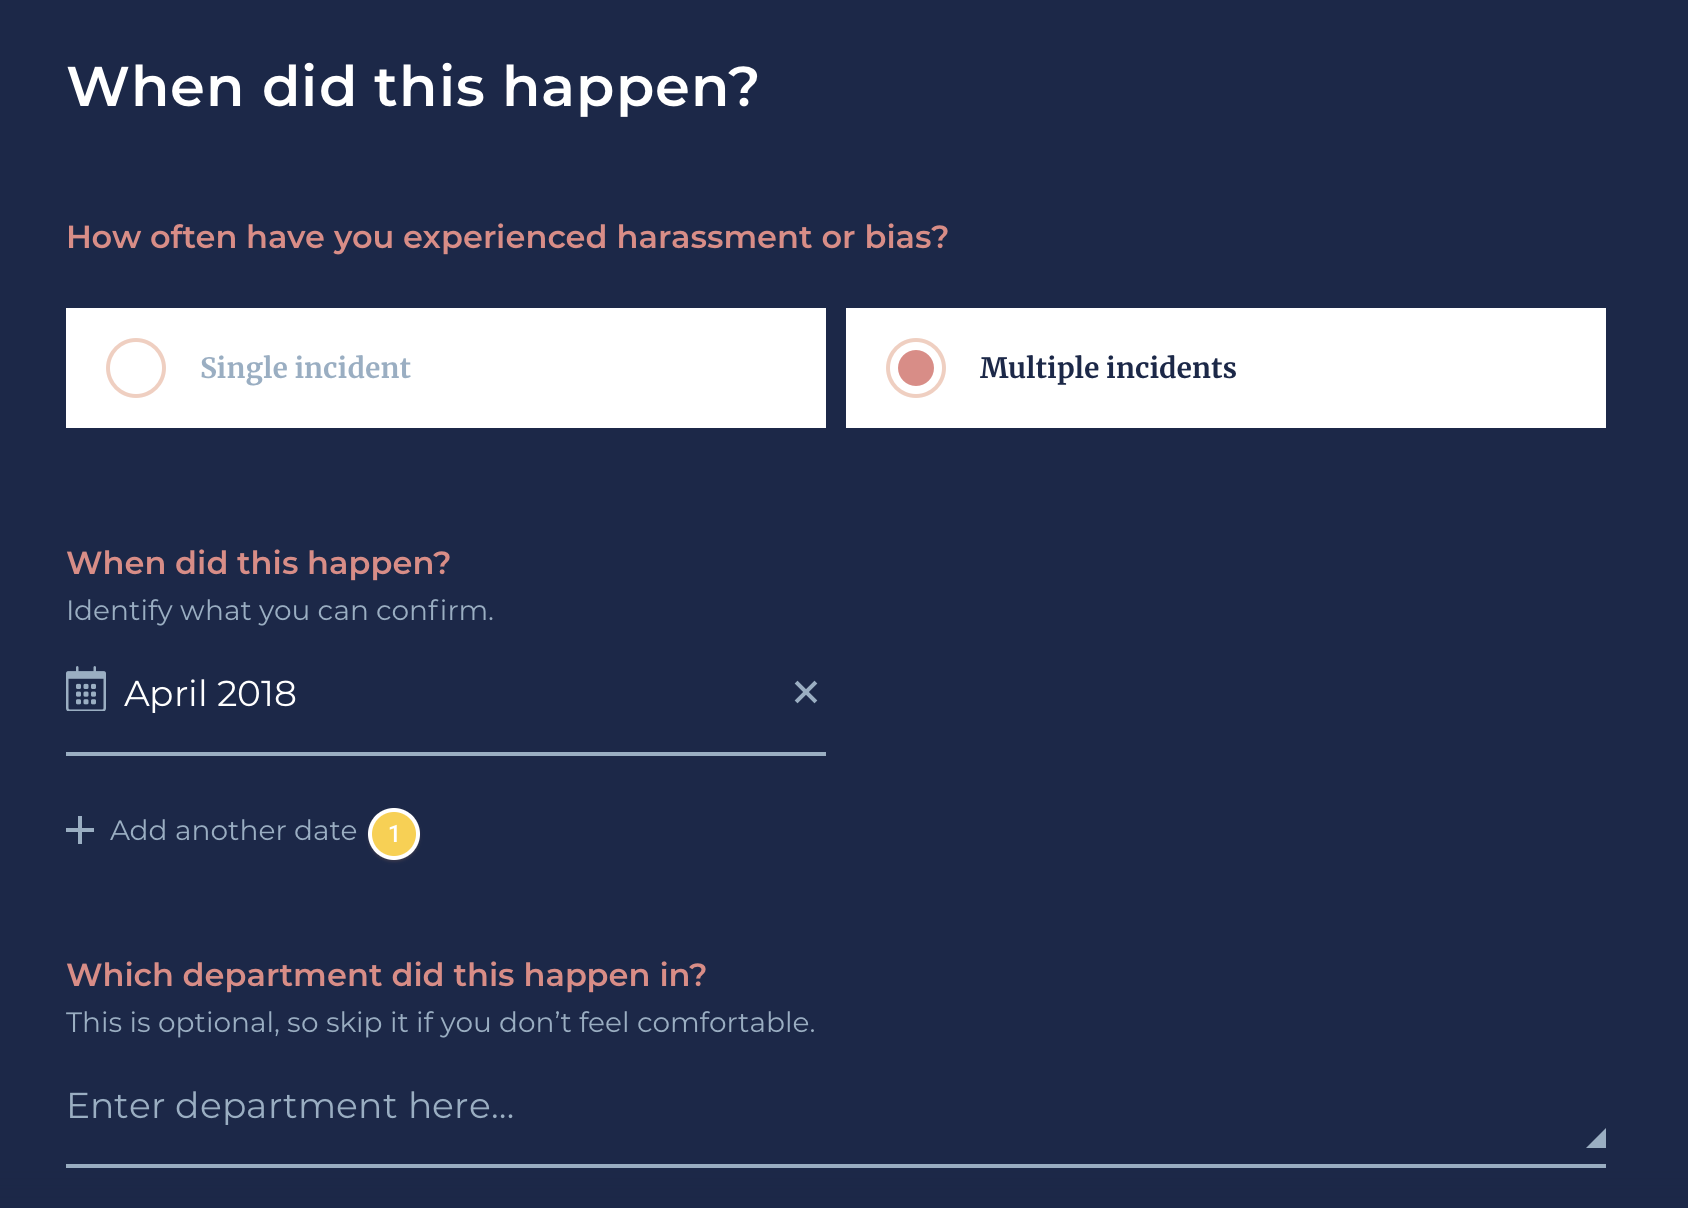 When did this happen?
How often have you experienced harassment or bias?
Single incident
Multiple incidents
When did this happen?
Identify what you can confirm.
April 2018
Add another date
1
Which department did this happen in?
This is optional, so skip it if you don’t feel comfortable.
Enter department here...